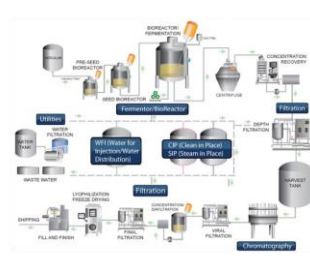 BIOREACTOR/
FERMENTATION
PRE-SEED
BIOREACTOR
CONCENTRATION
RECOVERY
SEED BIOREACTOR
CENTRIFUGE
Fermentor/BioReactor
Filtration
Utilities
WATER
FILTRATION
WFI (Water for
Injection/Water
Distribution)
CIP (Clean in Place)
SIP (Steam in Place)
DEPTH
FILTRATION
WATER
TANK
WASTE WATER
HARVEST
TANK
Filtration
LYOPHILIZATION
FREEZE DRYING
CONCENTRATION
SHIPPING
FILL AND FINISH
FINAL
FILTRATION
VIRAL
FILTRATION
Chromatography